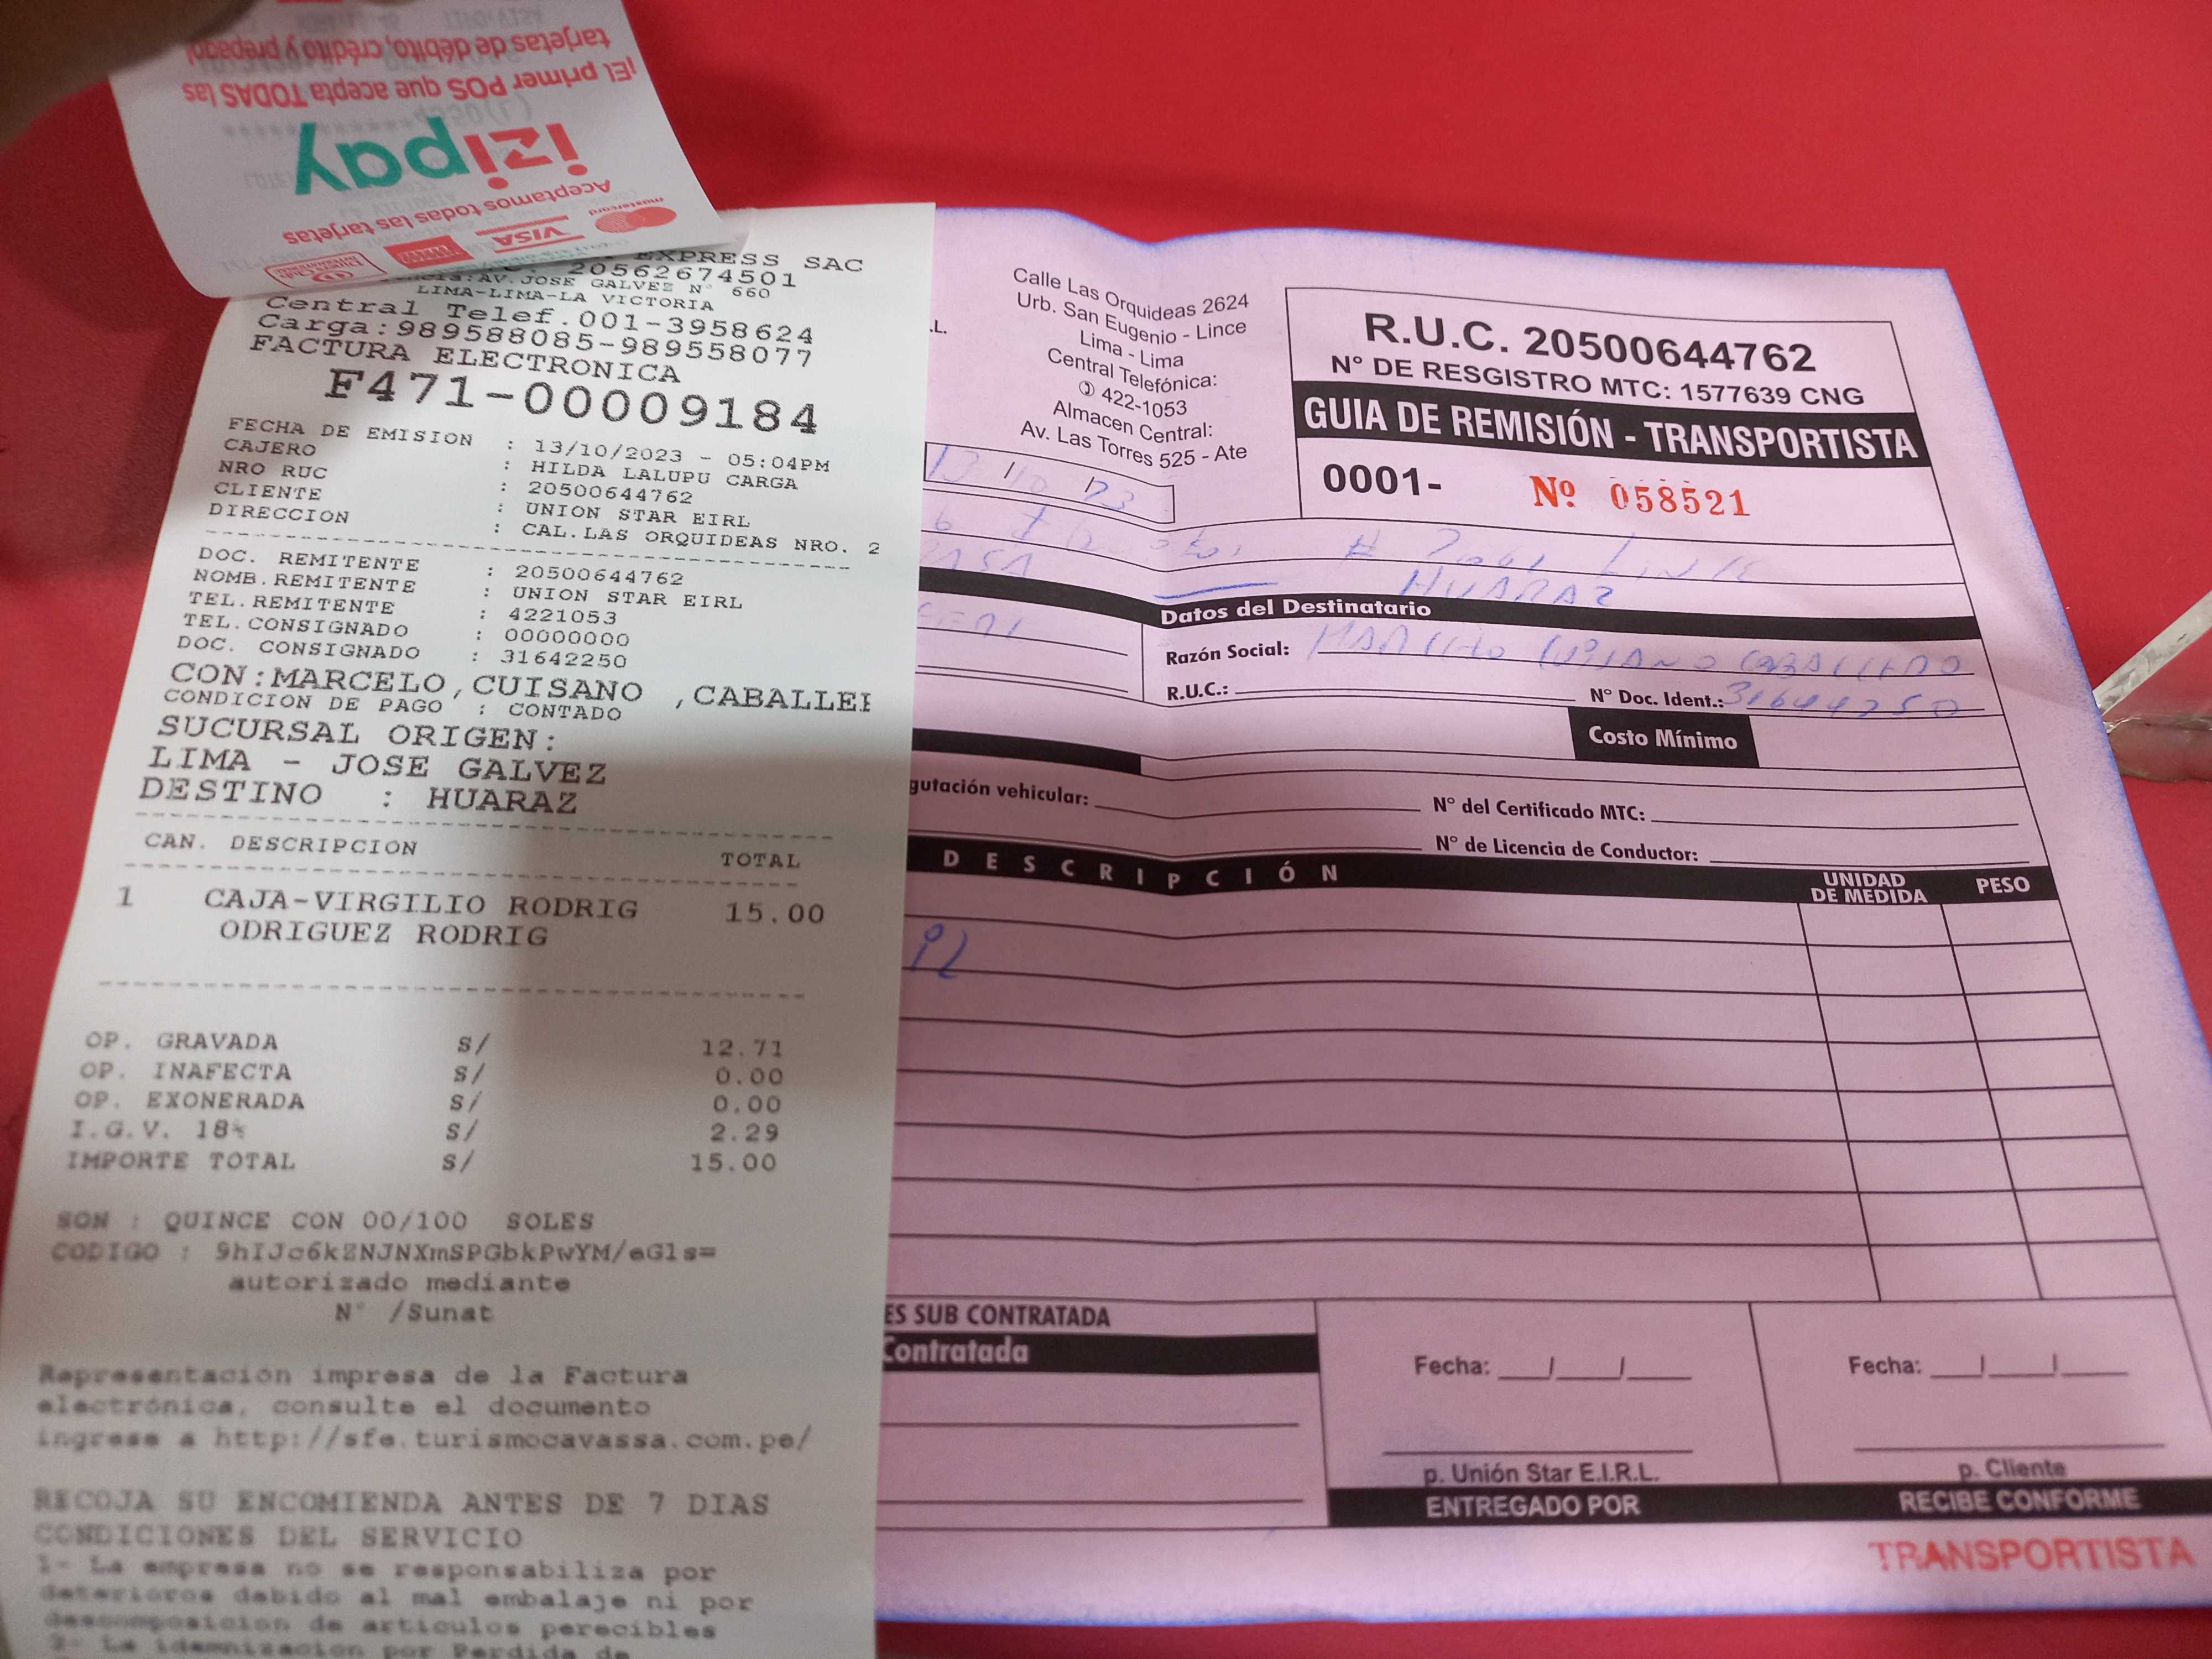 ¡El primer POS que acepta TODAS las
tarjetas de débito, crédito y prepago!
izipay
Aceptamos todas las tarjetas
VISA
mastercard
EXPRESS SAC
20562674501
AV. JOSE GALVEZ N° 660
LIMA-LIMA-LA VICTORIA
Central Telef.001-3958624
Carga:989588085-989558077
FACTURA ELECTRONICA
F471-00009184
FECHA DE EMISION : 13/10/2023 - 05:04PM
CAJERO : HILDA LALUPU CARGA
NRO RUC : 20500644762
CLIENTE : UNION STAR EIRL
DIRECCION : CAL.LAS ORQUIDEAS NRO. 2
DOC. REMITENTE : 20500644762
NOMB.REMITENTE : UNION STAR EIRL
TEL.REMITENTE : 4221053
TEL.CONSIGNADO : 00000000
DOC. CONSIGNADO : 31642250
CON:MARCELO,CUISANO ,CABALLE
CONDICION DE PAGO : CONTADO
SUCURSAL ORIGEN:
LIMA - JOSE GALVEZ
DESTINO : HUARAZ
CAN. DESCRIPCION TOTAL
1 CAJA-VIRGILIO RODRIG 15.00
ODRIGUEZ RODRIG
OP. GRAVADA S/ 12.71
OP. INAFECTA S/ 0.00
OP. EXONERADA S/ 0.00
I.G.V. 18% S/ 2.29
IMPORTE TOTAL S/ 15.00
SON : QUINCE CON 00/100 SOLES
CODIGO : 9hIJc6kZNJNXmSPGbkPwYM/eGls=
autorizado mediante
N° /Sunat
Representación impresa de la Factura
electrónica, consulte el documento
ingrese a http://sfe.turismocavassa.com.pe/
RECOJA SU ENCOMIENDA ANTES DE 7 DIAS
CONDICIONES DEL SERVICIO
1- La empresa no se responsabiliza por
deterioros debido al mal embalaje ni por
descomposicion de articulos perecibles
2- La idemnizacion por Perdida de
.L.
Calle Las Orquideas 2624
Urb. San Eugenio - Lince
Lima - Lima
Central Telefónica:
422-1053
Almacen Central:
Av. Las Torres 525 - Ate
R.U.C. 20500644762
N° DE RESGISTRO MTC: 1577639 CNG
GUIA DE REMISIÓN - TRANSPORTISTA
0001- Nº 058521
13 / 10 / 23
HUARAZ
Datos del Destinatario
Razón Social: MARCELO CUISANO CABALLERO
R.U.C.: N° Doc. Ident.:
Costo Mínimo
gutación vehicular: N° del Certificado MTC:
N° de Licencia de Conductor:
DESCRIPCIÓN UNIDAD DE MEDIDA PESO
ES SUB CONTRATADA
Contratada
Fecha: / /
Fecha: / /
p. Unión Star E.I.R.L.
p. Cliente
ENTREGADO POR
RECIBE CONFORME
TRANSPORTISTA